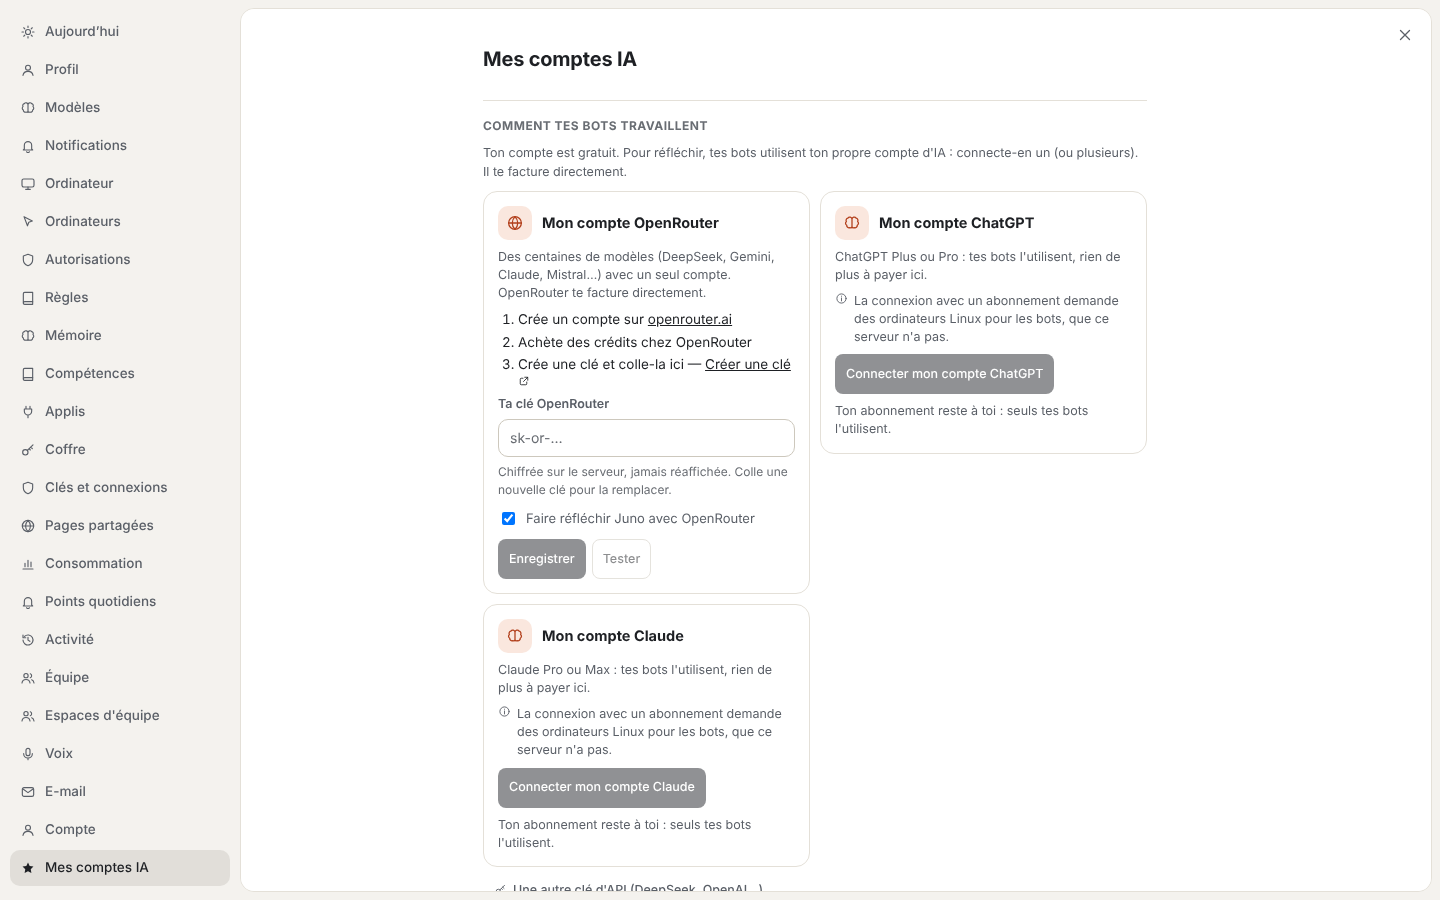 Aujourd'hui
Profil
Modèles
Notifications
Ordinateur
Ordinateurs
Autorisations
Règles
Mémoire
Compétences
Applis
Coffre
Clés et connexions
Pages partagées
Consommation
Points quotidiens
Activité
Équipe
Espaces d'équipe
Voix
E-mail
Compte
Mes comptes IA
Mes comptes IA
COMMENT TES BOTS TRAVAILLENT
Ton compte est gratuit. Pour réfléchir, tes bots utilisent ton propre compte d'IA : connecte-en un (ou plusieurs).
Il te facture directement.
Mon compte OpenRouter
Des centaines de modèles (DeepSeek, Gemini,
Claude, Mistral…) avec un seul compte.
OpenRouter te facture directement.
1. Crée un compte sur openrouter.ai
2. Achète des crédits chez OpenRouter
3. Crée une clé et colle-la ici — Créer une clé
Ta clé OpenRouter
sk-or-...
Chiffrée sur le serveur, jamais réaffichée. Colle une
nouvelle clé pour la remplacer.
Faire réfléchir Juno avec OpenRouter
Enregistrer
Tester
Mon compte ChatGPT
ChatGPT Plus ou Pro : tes bots l'utilisent, rien de
plus à payer ici.
La connexion avec un abonnement demande
des ordinateurs Linux pour les bots, que ce
serveur n'a pas.
Connecter mon compte ChatGPT
Ton abonnement reste à toi : seuls tes bots
l'utilisent.
Mon compte Claude
Claude Pro ou Max : tes bots l'utilisent, rien de
plus à payer ici.
La connexion avec un abonnement demande
des ordinateurs Linux pour les bots, que ce
serveur n'a pas.
Connecter mon compte Claude
Ton abonnement reste à toi : seuls tes bots
l'utilisent.
Une autre clé d'API (DeepSeek, OpenAI…)